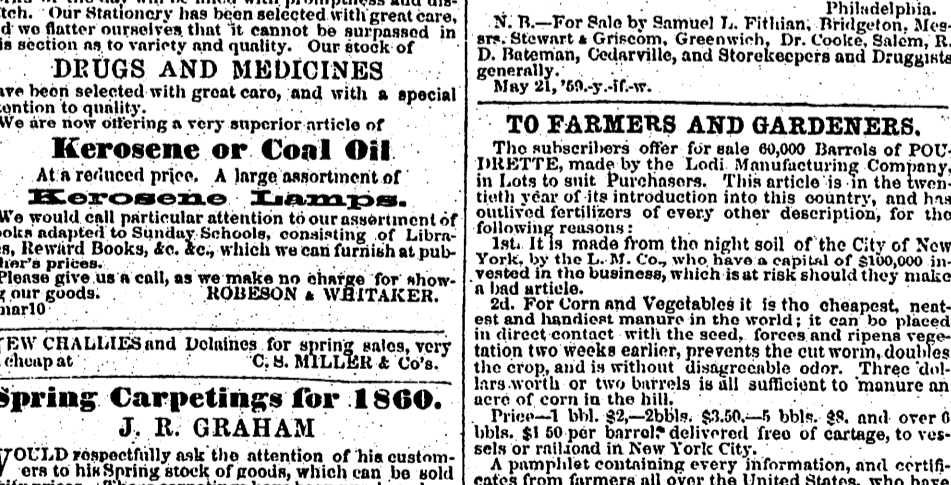 tch. Our Stationery has been selected with great care,
d we flatter ourselves that it cannot be surpassed in
is section as to variety and quality. Our stock of
DRUGS AND MEDICINES
ave been selected with great care, and with a special
tention to quality.
We are now offering a very superior article of
Kerosene or Coal Oil
At a reduced price. A large assortment of
Kerosene Lamps.
We would call particular attention to our assortment of
oks adapted to Sunday Schools, consisting of Libra-
es, Reward Books, &c. &c., which we can furnish at pub-
her's prices.
Please give us a call, as we make no charge for show-
g our goods. ROBESON & WHITAKER.
mar10
EW CHALLIES and Delaines for spring sales, very
cheap at C. S. MILLER & Co's.
Spring Carpetings for 1860.
J. R. GRAHAM
WOULD respectfully ask the attention of his custom-
ers to his Spring stock of goods, which can be sold
Philadelphia.
N. B.—For Sale by Samuel L. Fithian, Bridgeton, Mes-
srs. Stewart & Griscom, Greenwich, Dr. Cooke, Salem, R.
D. Bateman, Cedarville, and Storekeepers and Druggists
generally.
May 21, '59.-y.-if.-w.
TO FARMERS AND GARDENERS.
The subscribers offer for sale 60,000 Barrels of POU-
DRETTE, made by the Lodi Manufacturing Company,
in Lots to suit Purchasers. This article is in the twen-
tieth year of its introduction into this country, and has
outlived fertilizers of every other description, for the
following reasons:
1st. It is made from the night soil of the City of New
York, by the L. M. Co., who have a capital of $100,000 in-
vested in the business, which is at risk should they make
a bad article.
2d. For Corn and Vegetables it is the cheapest, neat-
est and handiest manure in the world; it can be placed
in direct contact with the seed, forces and ripens vege-
tation two weeks earlier, prevents the cut worm, doubles
the crop, and is without disagreeable odor. Three dol-
lars worth or two barrels is all sufficient to manure an
acre of corn in the hill.
Price—1 bbl. $2,—2bbls. $3.50.—5 bbls. $8. and over 6
bbls. $1 50 per barrel delivered free of cartage, to ves-
sels or railroad in New York City.
A pamphlet containing every information, and certifi-
cates from farmers all over the United States, who have